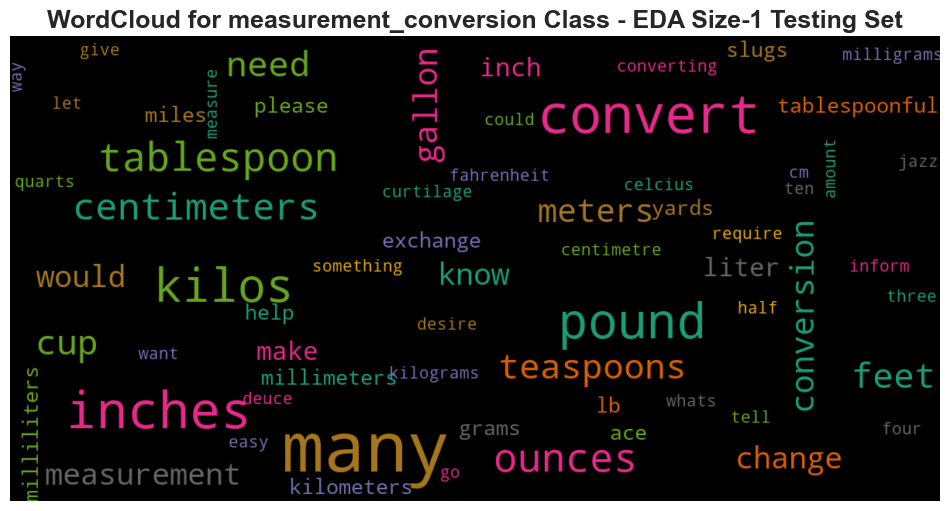 WordCloud for measurement_conversion Class - EDA Size-1 Testing Set
give
need
inch
converting
slugs
milligrams
way
let
miles
measure
please
gallon
could
convert
tablespoonful
tablespoon
quarts
fahrenheit
curtilage
celcius
cm
ten
amount
jazz
centimeters
meters
yards
exchange
centimetre
require
would
kilos
something
know
liter
conversion
inform
help
desire
pound
half
three
cup
want
make
millimeters
kilograms
teaspoons
feet
milliliters
inches
deuce
lb
whats
tell
easy
many
grams
ace
four
measurement
kilometers
go
ounces
change